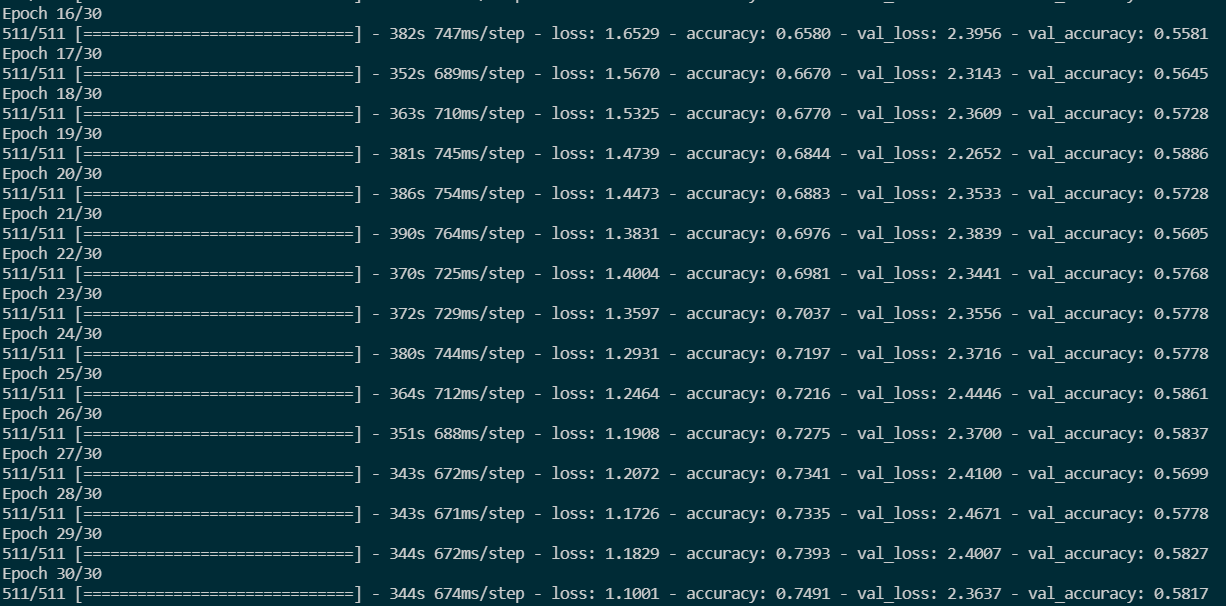 Epoch 16/30
511/511 [==============================] - 382s 747ms/step - loss: 1.6529 - accuracy: 0.6580 - val_loss: 2.3956 - val_accuracy: 0.5581
Epoch 17/30
511/511 [==============================] - 352s 689ms/step - loss: 1.5670 - accuracy: 0.6670 - val_loss: 2.3143 - val_accuracy: 0.5645
Epoch 18/30
511/511 [==============================] - 363s 710ms/step - loss: 1.5325 - accuracy: 0.6770 - val_loss: 2.3609 - val_accuracy: 0.5728
Epoch 19/30
511/511 [==============================] - 381s 745ms/step - loss: 1.4739 - accuracy: 0.6844 - val_loss: 2.2652 - val_accuracy: 0.5886
Epoch 20/30
511/511 [==============================] - 386s 754ms/step - loss: 1.4473 - accuracy: 0.6883 - val_loss: 2.3533 - val_accuracy: 0.5728
Epoch 21/30
511/511 [==============================] - 390s 764ms/step - loss: 1.3831 - accuracy: 0.6976 - val_loss: 2.3839 - val_accuracy: 0.5605
Epoch 22/30
511/511 [==============================] - 370s 725ms/step - loss: 1.4004 - accuracy: 0.6981 - val_loss: 2.3441 - val_accuracy: 0.5768
Epoch 23/30
511/511 [==============================] - 372s 729ms/step - loss: 1.3597 - accuracy: 0.7037 - val_loss: 2.3556 - val_accuracy: 0.5778
Epoch 24/30
511/511 [==============================] - 380s 744ms/step - loss: 1.2931 - accuracy: 0.7197 - val_loss: 2.3716 - val_accuracy: 0.5778
Epoch 25/30
511/511 [==============================] - 364s 712ms/step - loss: 1.2464 - accuracy: 0.7216 - val_loss: 2.4446 - val_accuracy: 0.5861
Epoch 26/30
511/511 [==============================] - 351s 688ms/step - loss: 1.1908 - accuracy: 0.7275 - val_loss: 2.3700 - val_accuracy: 0.5837
Epoch 27/30
511/511 [==============================] - 343s 672ms/step - loss: 1.2072 - accuracy: 0.7341 - val_loss: 2.4100 - val_accuracy: 0.5699
Epoch 28/30
511/511 [==============================] - 343s 671ms/step - loss: 1.1726 - accuracy: 0.7335 - val_loss: 2.4671 - val_accuracy: 0.5778
Epoch 29/30
511/511 [==============================] - 344s 672ms/step - loss: 1.1829 - accuracy: 0.7393 - val_loss: 2.4007 - val_accuracy: 0.5827
Epoch 30/30
511/511 [==============================] - 344s 674ms/step - loss: 1.1001 - accuracy: 0.7491 - val_loss: 2.3637 - val_accuracy: 0.5817